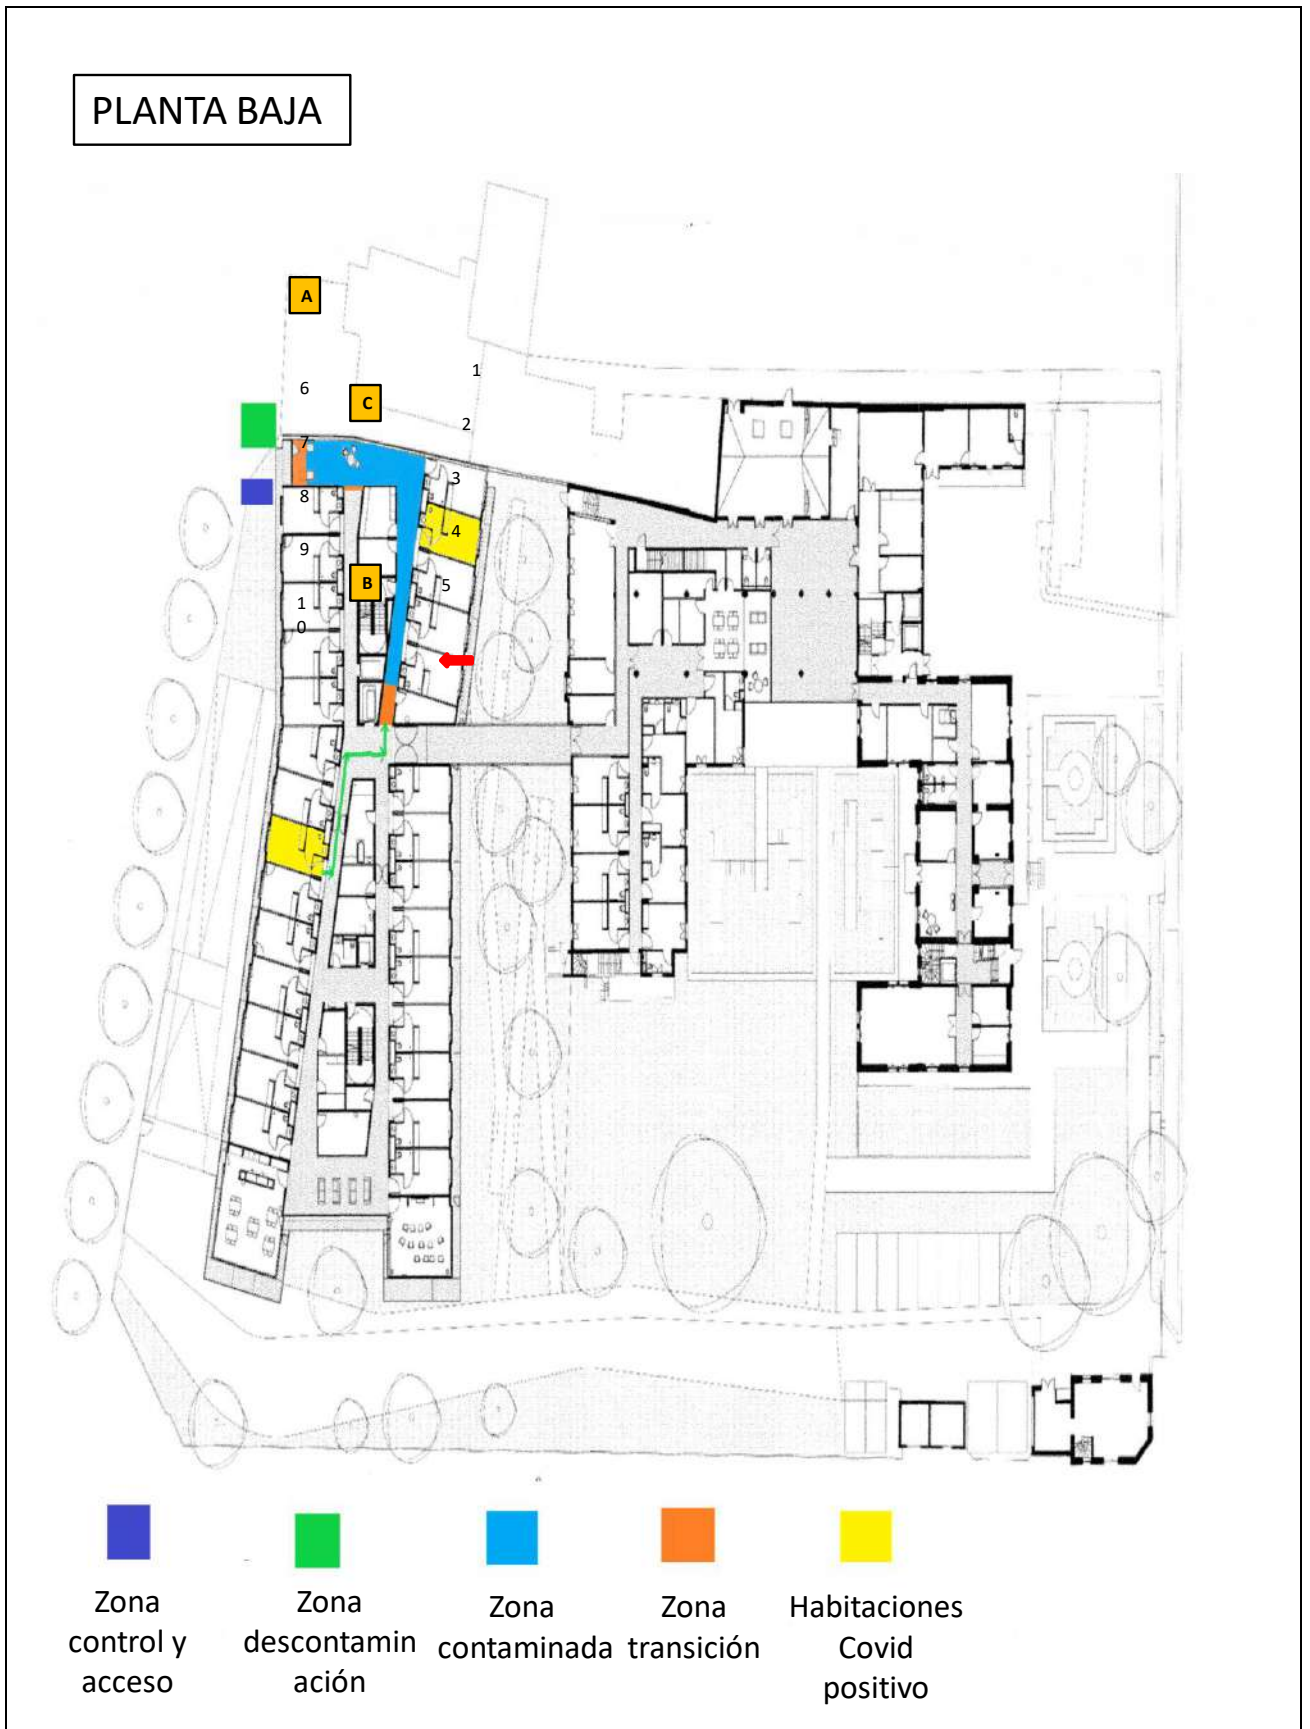 PLANTA BAJA
A
1
6
C
2
7
3
8
4
9
B
5
1
0
Zona
control y
acceso
Zona
descontamin
ación
Zona
contaminada
Zona
transición
Habitaciones
Covid
positivo